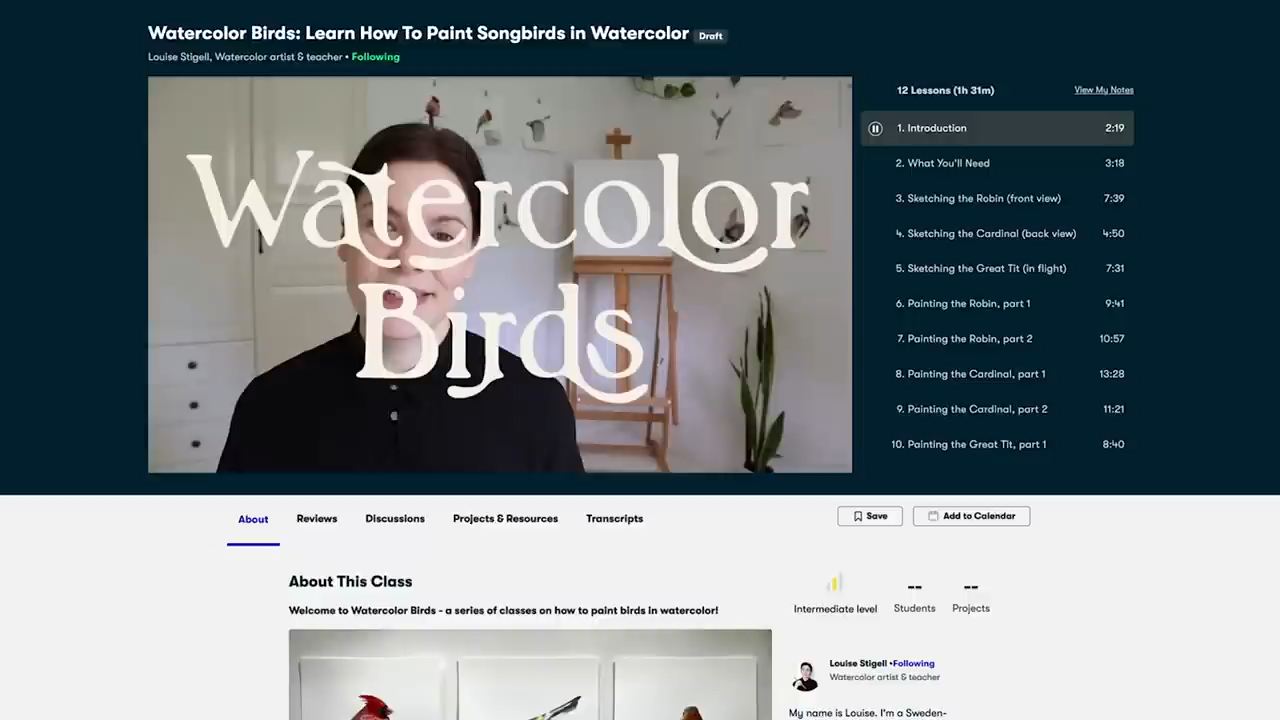 Watercolor Birds: Learn How To Paint Songbirds in Watercolor Draft
Louise Stigell, Watercolor artist & teacher • Following
Watercolor
Birds
12 Lessons (1h 31m) View My Notes
1. Introduction 2:19
2. What You'll Need 3:18
3. Sketching the Robin (front view) 7:39
4. Sketching the Cardinal (back view) 4:50
5. Sketching the Great Tit (in flight) 7:31
6. Painting the Robin, part 1 9:41
7. Painting the Robin, part 2 10:57
8. Painting the Cardinal, part 1 13:28
9. Painting the Cardinal, part 2 11:21
10. Painting the Great Tit, part 1 8:40
About Reviews Discussions Projects & Resources Transcripts
Save Add to Calendar
About This Class
Welcome to Watercolor Birds - a series of classes on how to paint birds in watercolor!
-- --
Intermediate level Students Projects
Louise Stigell •Following
Watercolor artist & teacher
My name is Louise. I'm a Sweden-